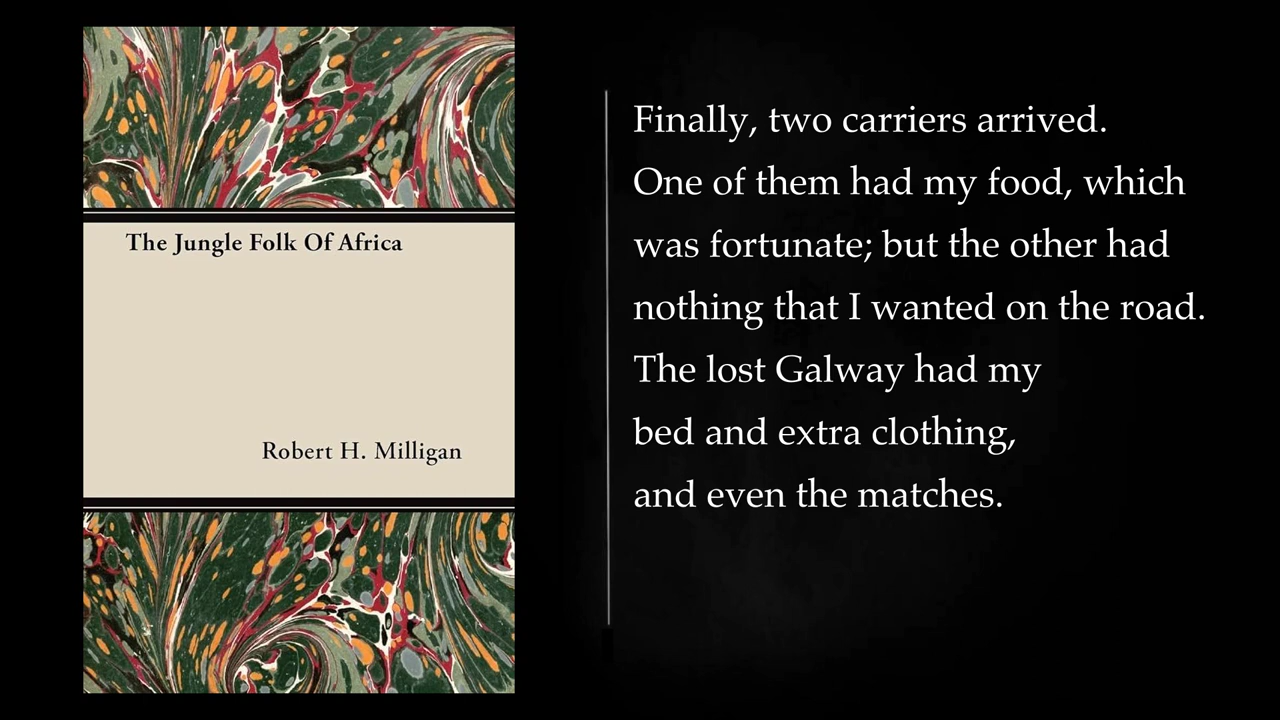 The Jungle Folk Of Africa
Robert H. Milligan
Finally, two carriers arrived.
One of them had my food, which
was fortunate; but the other had
nothing that I wanted on the road.
The lost Galway had my
bed and extra clothing,
and even the matches.